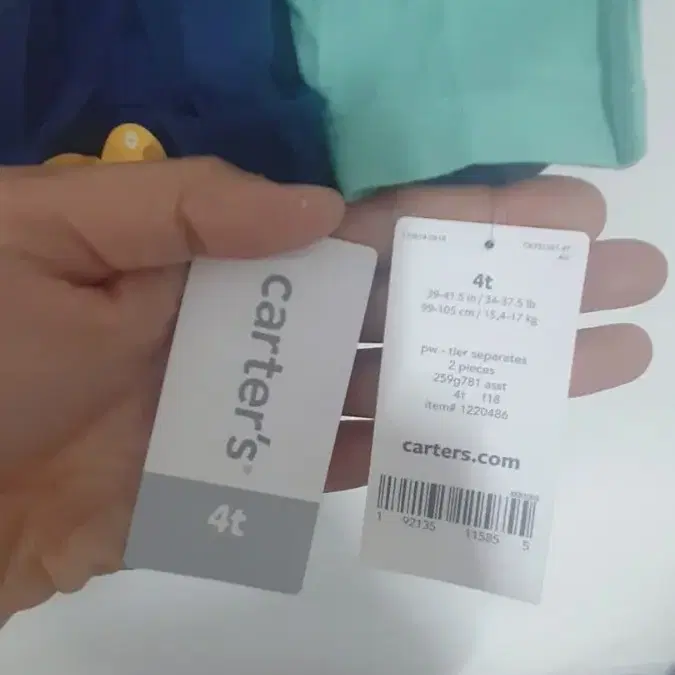 carter's
4t
4t
39-41.5 in / 34-37.5 lb
99-105 cm / 15,4-17 kg
pw - tier separates
2 pieces
259g781 asst
4t f18
item# 1220486
carters.com
1 92135 11585 5